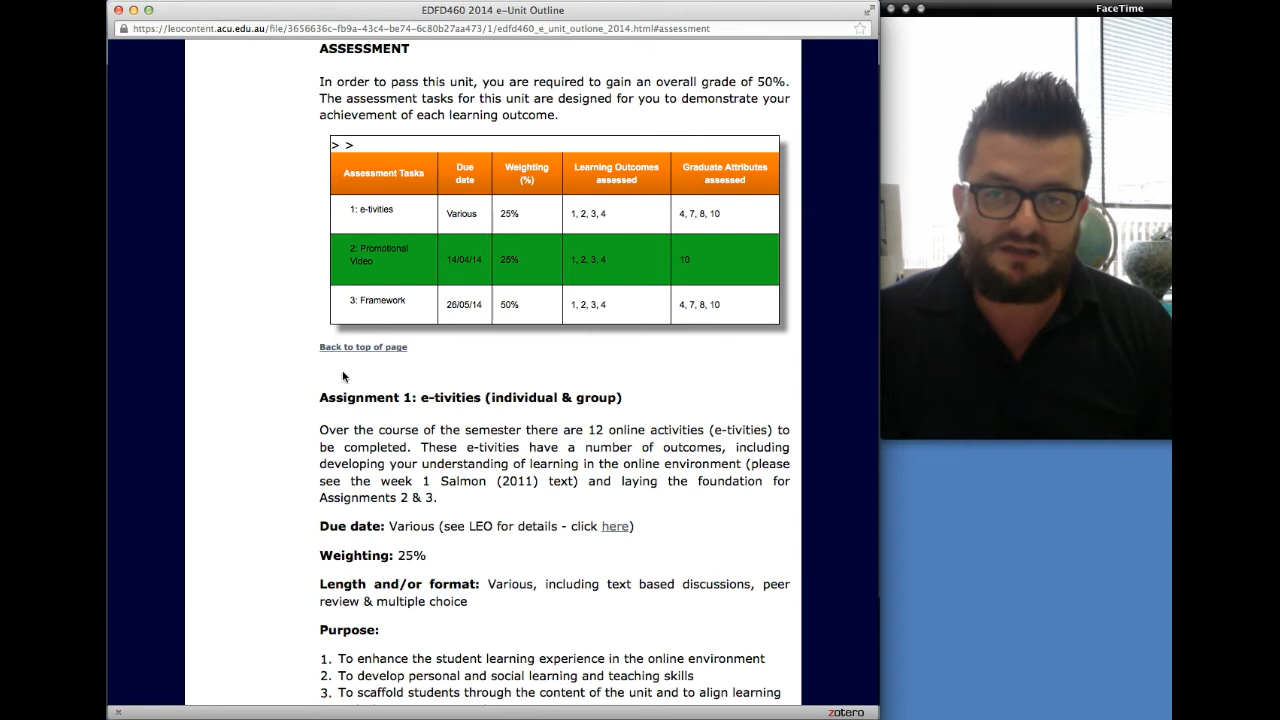 EDFD460 2014 e-Unit Outline
FaceTime
https://leocontent.acu.edu.au/file/3656636c-fb9a-43c4-be74-6c80b27aa473/1/edfd460_e_unit_outlone_2014.html#assessment
ASSESSMENT
In order to pass this unit, you are required to gain an overall grade of 50%.
The assessment tasks for this unit are designed for you to demonstrate your
achievement of each learning outcome.
> >
Assessment Tasks Due date Weighting (%) Learning Outcomes assessed Graduate Attributes assessed
1: e-tivities Various 25% 1, 2, 3, 4 4, 7, 8, 10
2: Promotional Video 14/04/14 25% 1, 2, 3, 4 10
3: Framework 26/05/14 50% 1, 2, 3, 4 4, 7, 8, 10
Back to top of page
Assignment 1: e-tivities (individual & group)
Over the course of the semester there are 12 online activities (e-tivities) to
be completed. These e-tivities have a number of outcomes, including
developing your understanding of learning in the online environment (please
see the week 1 Salmon (2011) text) and laying the foundation for
Assignments 2 & 3.
Due date: Various (see LEO for details - click here)
Weighting: 25%
Length and/or format: Various, including text based discussions, peer
review & multiple choice
Purpose:
1. To enhance the student learning experience in the online environment
2. To develop personal and social learning and teaching skills
3. To scaffold students through the content of the unit and to align learning
zotero